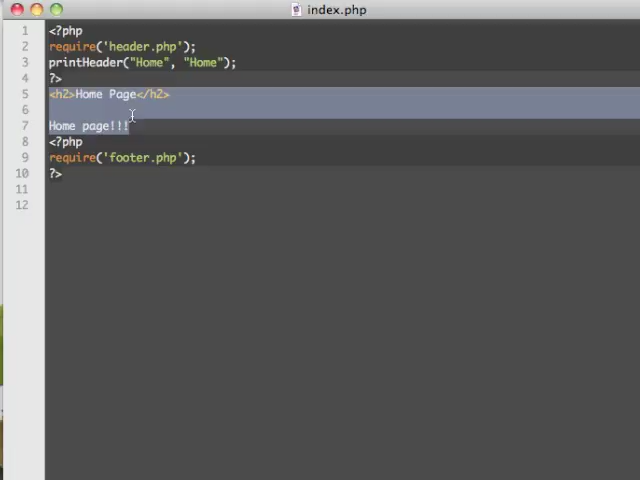 index.php
1 <?php
2 require('header.php');
3 printHeader("Home", "Home");
4 ?>
5 <h2>Home Page</h2>
6
7 Home page!!!
8 <?php
9 require('footer.php');
10 ?>
11
12